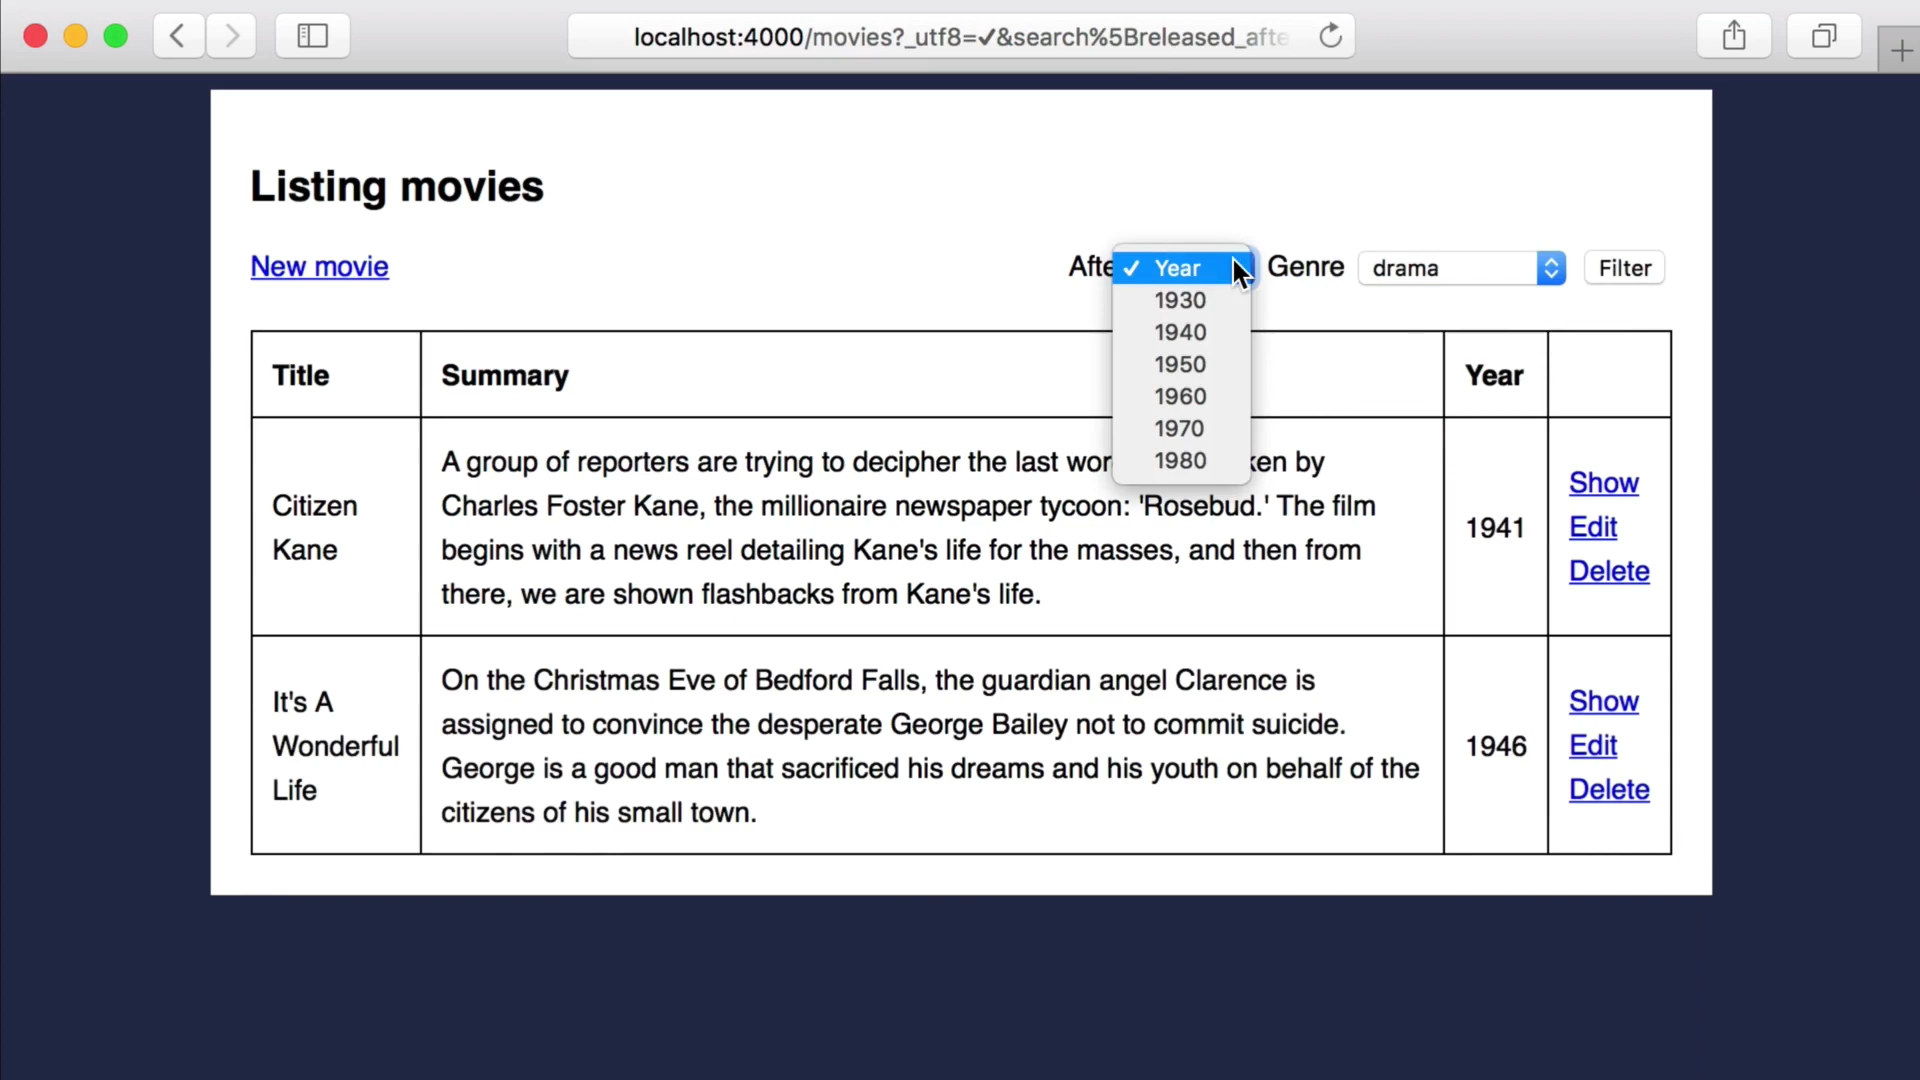 localhost:4000/movies?_utf8=✓&search%5Breleased_afte
Listing movies
New movie
Afte
✓ Year
1930
1940
1950
1960
1970
1980
Genre
drama
Filter
Title Summary Year
Citizen
Kane
A group of reporters are trying to decipher the last wor ken by
Charles Foster Kane, the millionaire newspaper tycoon: 'Rosebud.' The film
begins with a news reel detailing Kane's life for the masses, and then from
there, we are shown flashbacks from Kane's life.
1941
Show
Edit
Delete
It's A
Wonderful
Life
On the Christmas Eve of Bedford Falls, the guardian angel Clarence is
assigned to convince the desperate George Bailey not to commit suicide.
George is a good man that sacrificed his dreams and his youth on behalf of the
citizens of his small town.
1946
Show
Edit
Delete